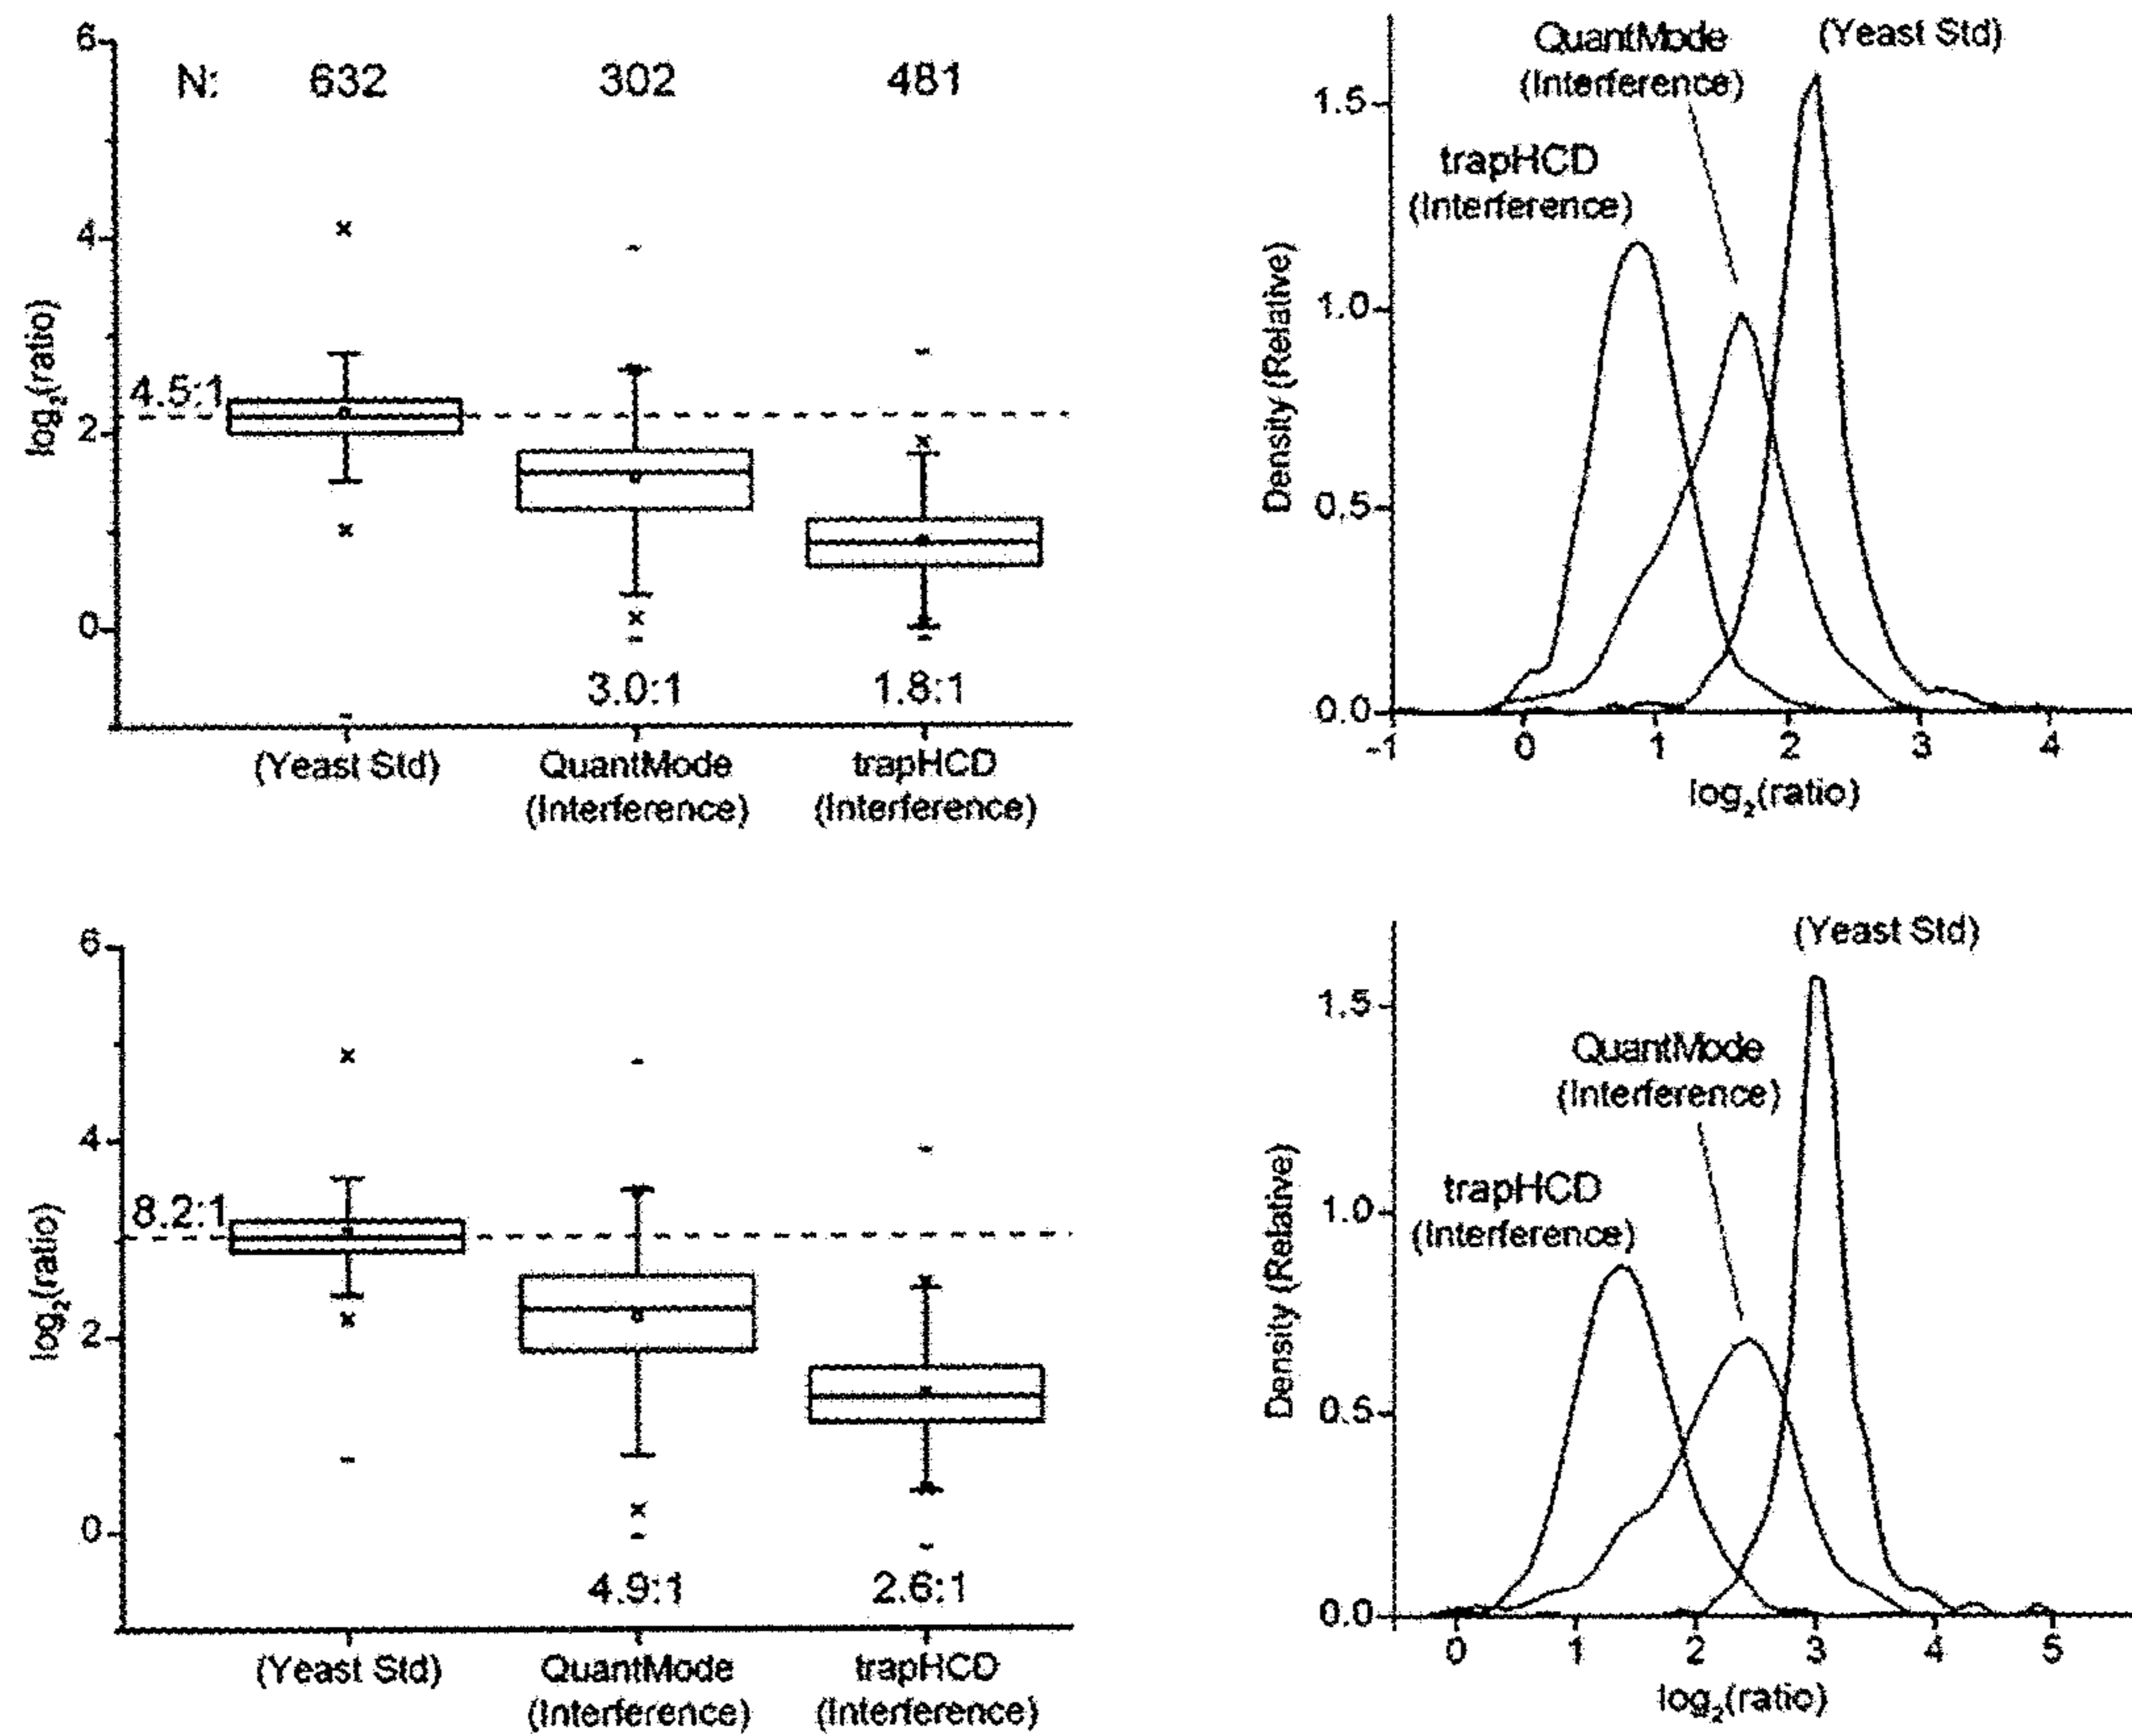 6
N: 632 302 481
4
log₂(ratio)
4.5:1
2
0
3.0:1 1.8:1
(Yeast Std) QuantMode trapHCD
(Interference) (Interference)
QuantMode (Yeast Std)
(Interference)
1.5
trapHCD
(Interference)
Density (Relative)
1.0
0.5
0.0
-1 0 1 2 3 4
log₂(ratio)
6
4
log₂(ratio)
8.2:1
2
0
4.9:1 2.6:1
(Yeast Std) QuantMode trapHCD
(Interference) (Interference)
(Yeast Std)
1.5
QuantMode
(Interference)
trapHCD
(Interference)
Density (Relative)
1.0
0.5
0.0
0 1 2 3 4 5
log₂(ratio)